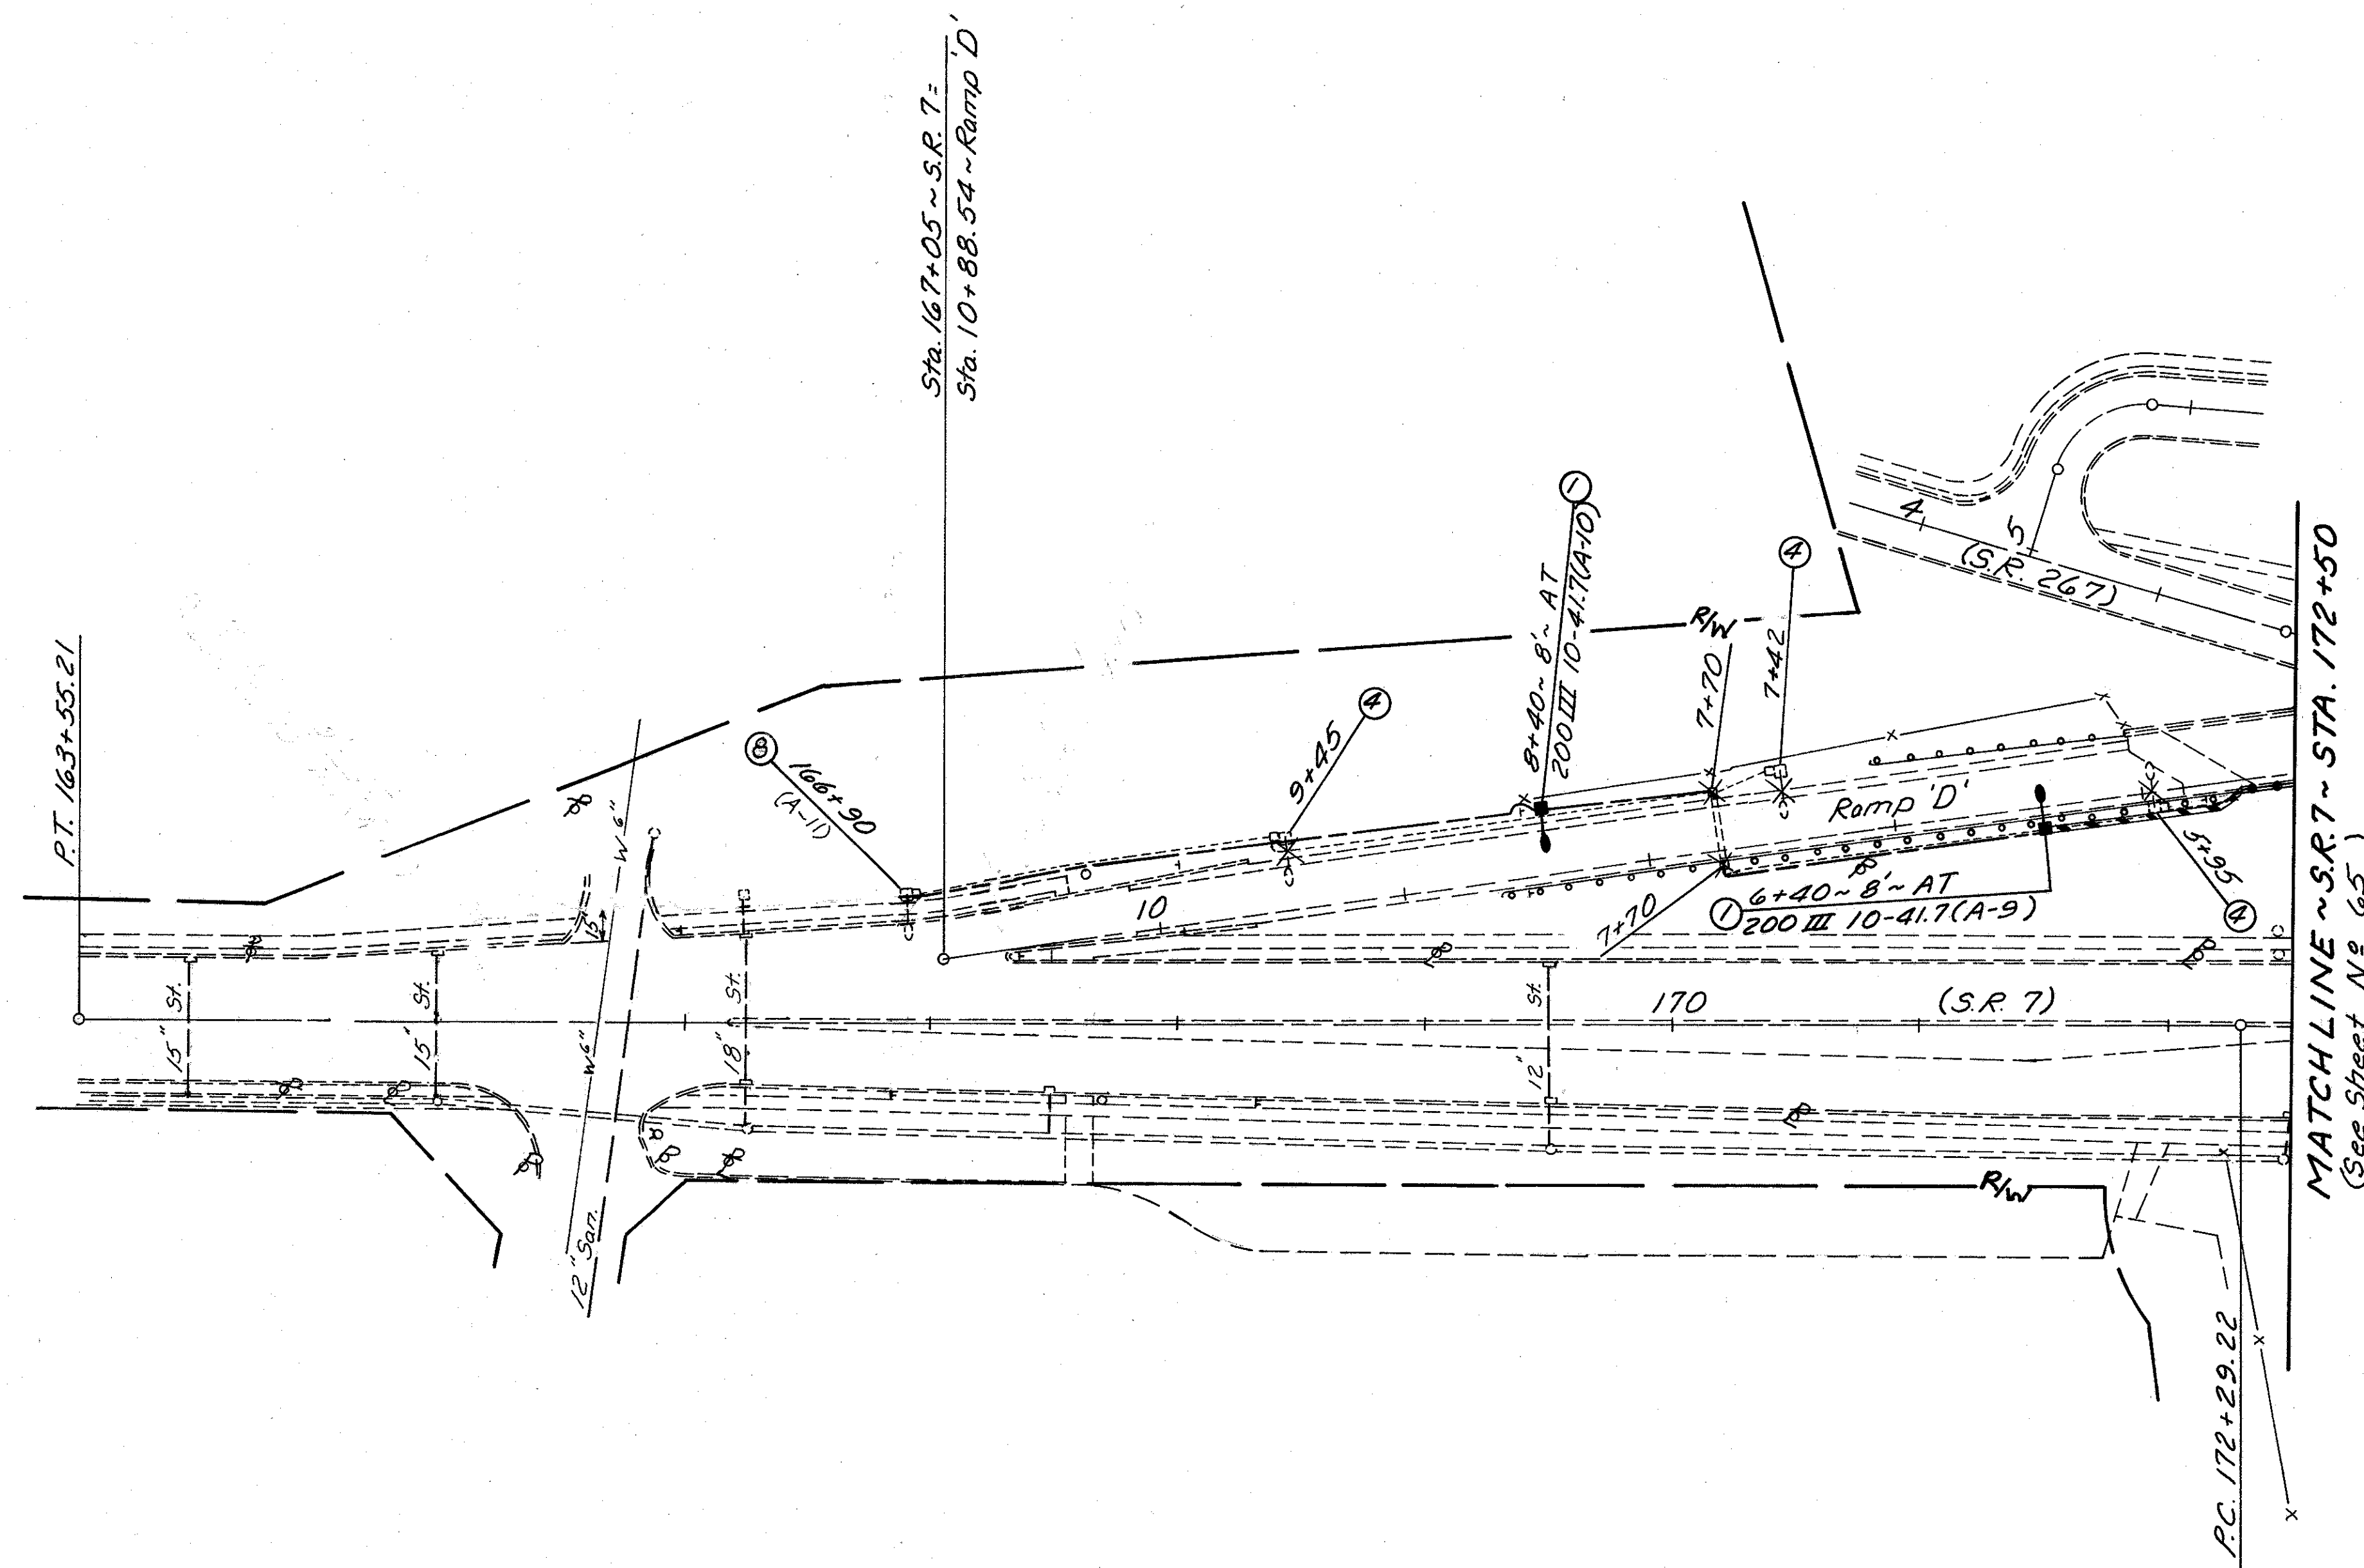 P.T. 163+55.21
Sta. 167+05 ~ S.R. 7=
Sta. 10+88.54 ~ Ramp 'D'
8
166+90
(A-11)
4
9+45
1
8+40 ~ 8' ~ AT
200 III 10-41.7(A-10)
R/W
7+70
4
7+42
4
5
(S.R. 267)
W 6"
15'
Ramp 'D'
10
7+70
1
6+40 ~ 8' ~ AT
200 III 10-41.7(A-9)
5+95
4
15" St.
15" St.
18" St.
12" St.
W6"
170
(S.R. 7)
12" San.
R/W
P.C. 172+29.22
MATCHLINE ~ S.R.7 ~ STA. 172+50
(See Sheet Nº 65)